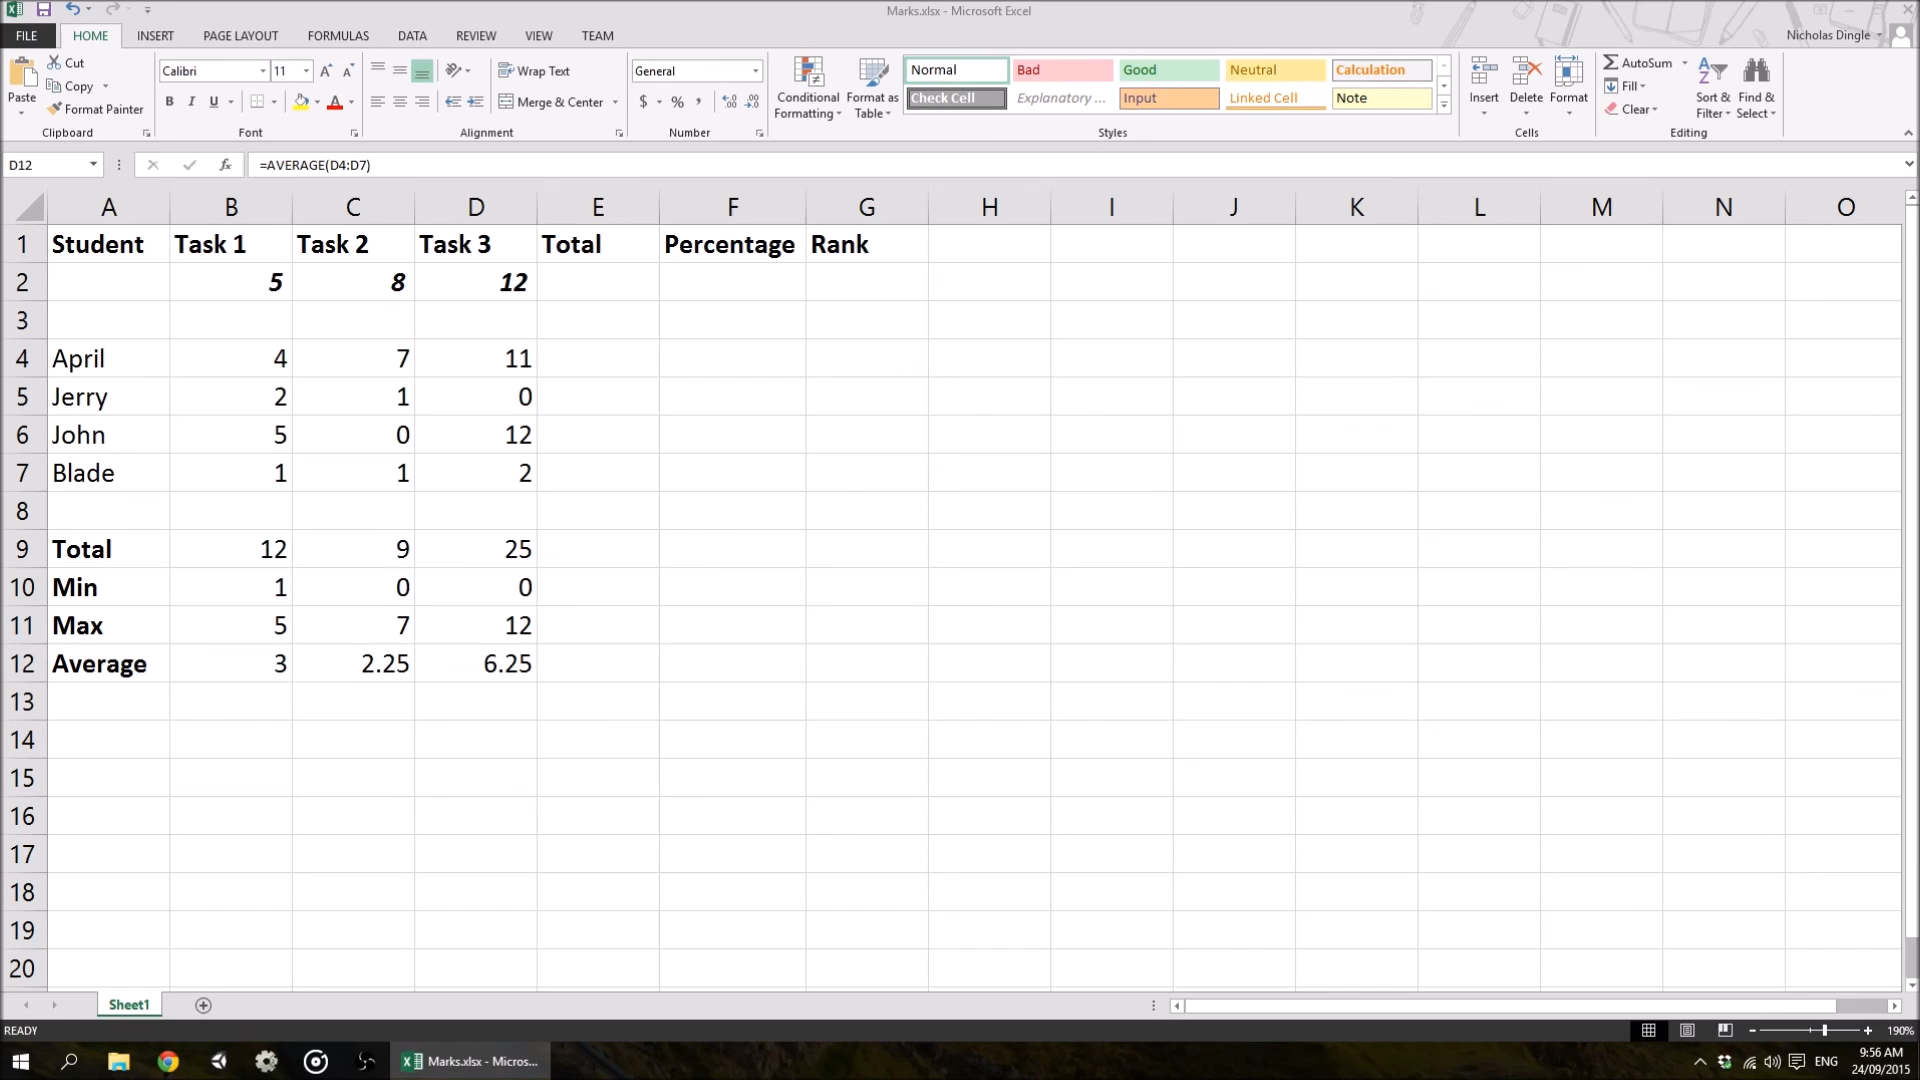 Marks.xlsx - Microsoft Excel
FILE HOME INSERT PAGE LAYOUT FORMULAS DATA REVIEW VIEW TEAM Nicholas Dingle
Paste Cut Copy Format Painter Clipboard
Calibri 11 B I U A Font
Wrap Text Merge & Center Alignment
General $ % , Number
Conditional Formatting Format as Table
Normal Bad Good Neutral Calculation
Check Cell Explanatory ... Input Linked Cell Note
Styles
Insert Delete Format Cells
AutoSum Fill Clear Sort & Filter Find & Select Editing
D12 fx =AVERAGE(D4:D7)
A B C D E F G H I J K L M N O
1 Student Task 1 Task 2 Task 3 Total Percentage Rank
2 5 8 12
3
4 April 4 7 11
5 Jerry 2 1 0
6 John 5 0 12
7 Blade 1 1 2
8
9 Total 12 9 25
10 Min 1 0 0
11 Max 5 7 12
12 Average 3 2.25 6.25
13
14
15
16
17
18
19
20
Sheet1
READY 190%
Marks.xlsx - Micros... ENG 9:56 AM
24/09/2015